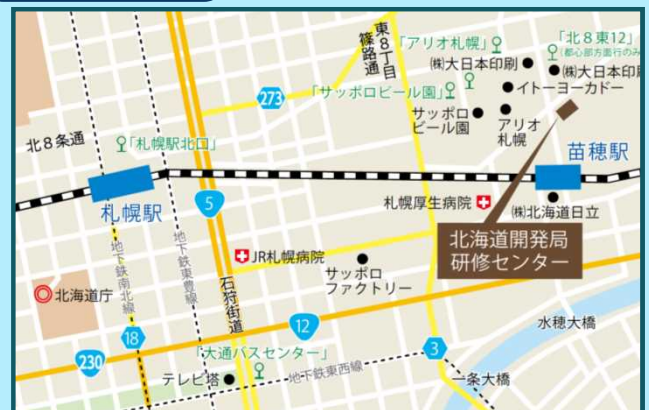 東8丁目
篠路通
「アリオ札幌」
「北8東12」
(都心部方面行のみ
㈱大日本印刷
㈱大日本印刷
イトーヨーカドー
273
「サッポロビール園」
サッポロ
ビール園
アリオ
札幌
北8条通
「札幌駅北口」
苗穂駅
札幌駅
5
札幌厚生病院
㈱北海道日立
地下鉄南北線
地下鉄東豊線
北海道開発局
研修センター
JR札幌病院
サッポロ
ファクトリー
北海道庁
石狩街道
12
水穂大橋
18
230
「大通バスセンター」
3
テレビ塔
地下鉄東西線
一条大橋